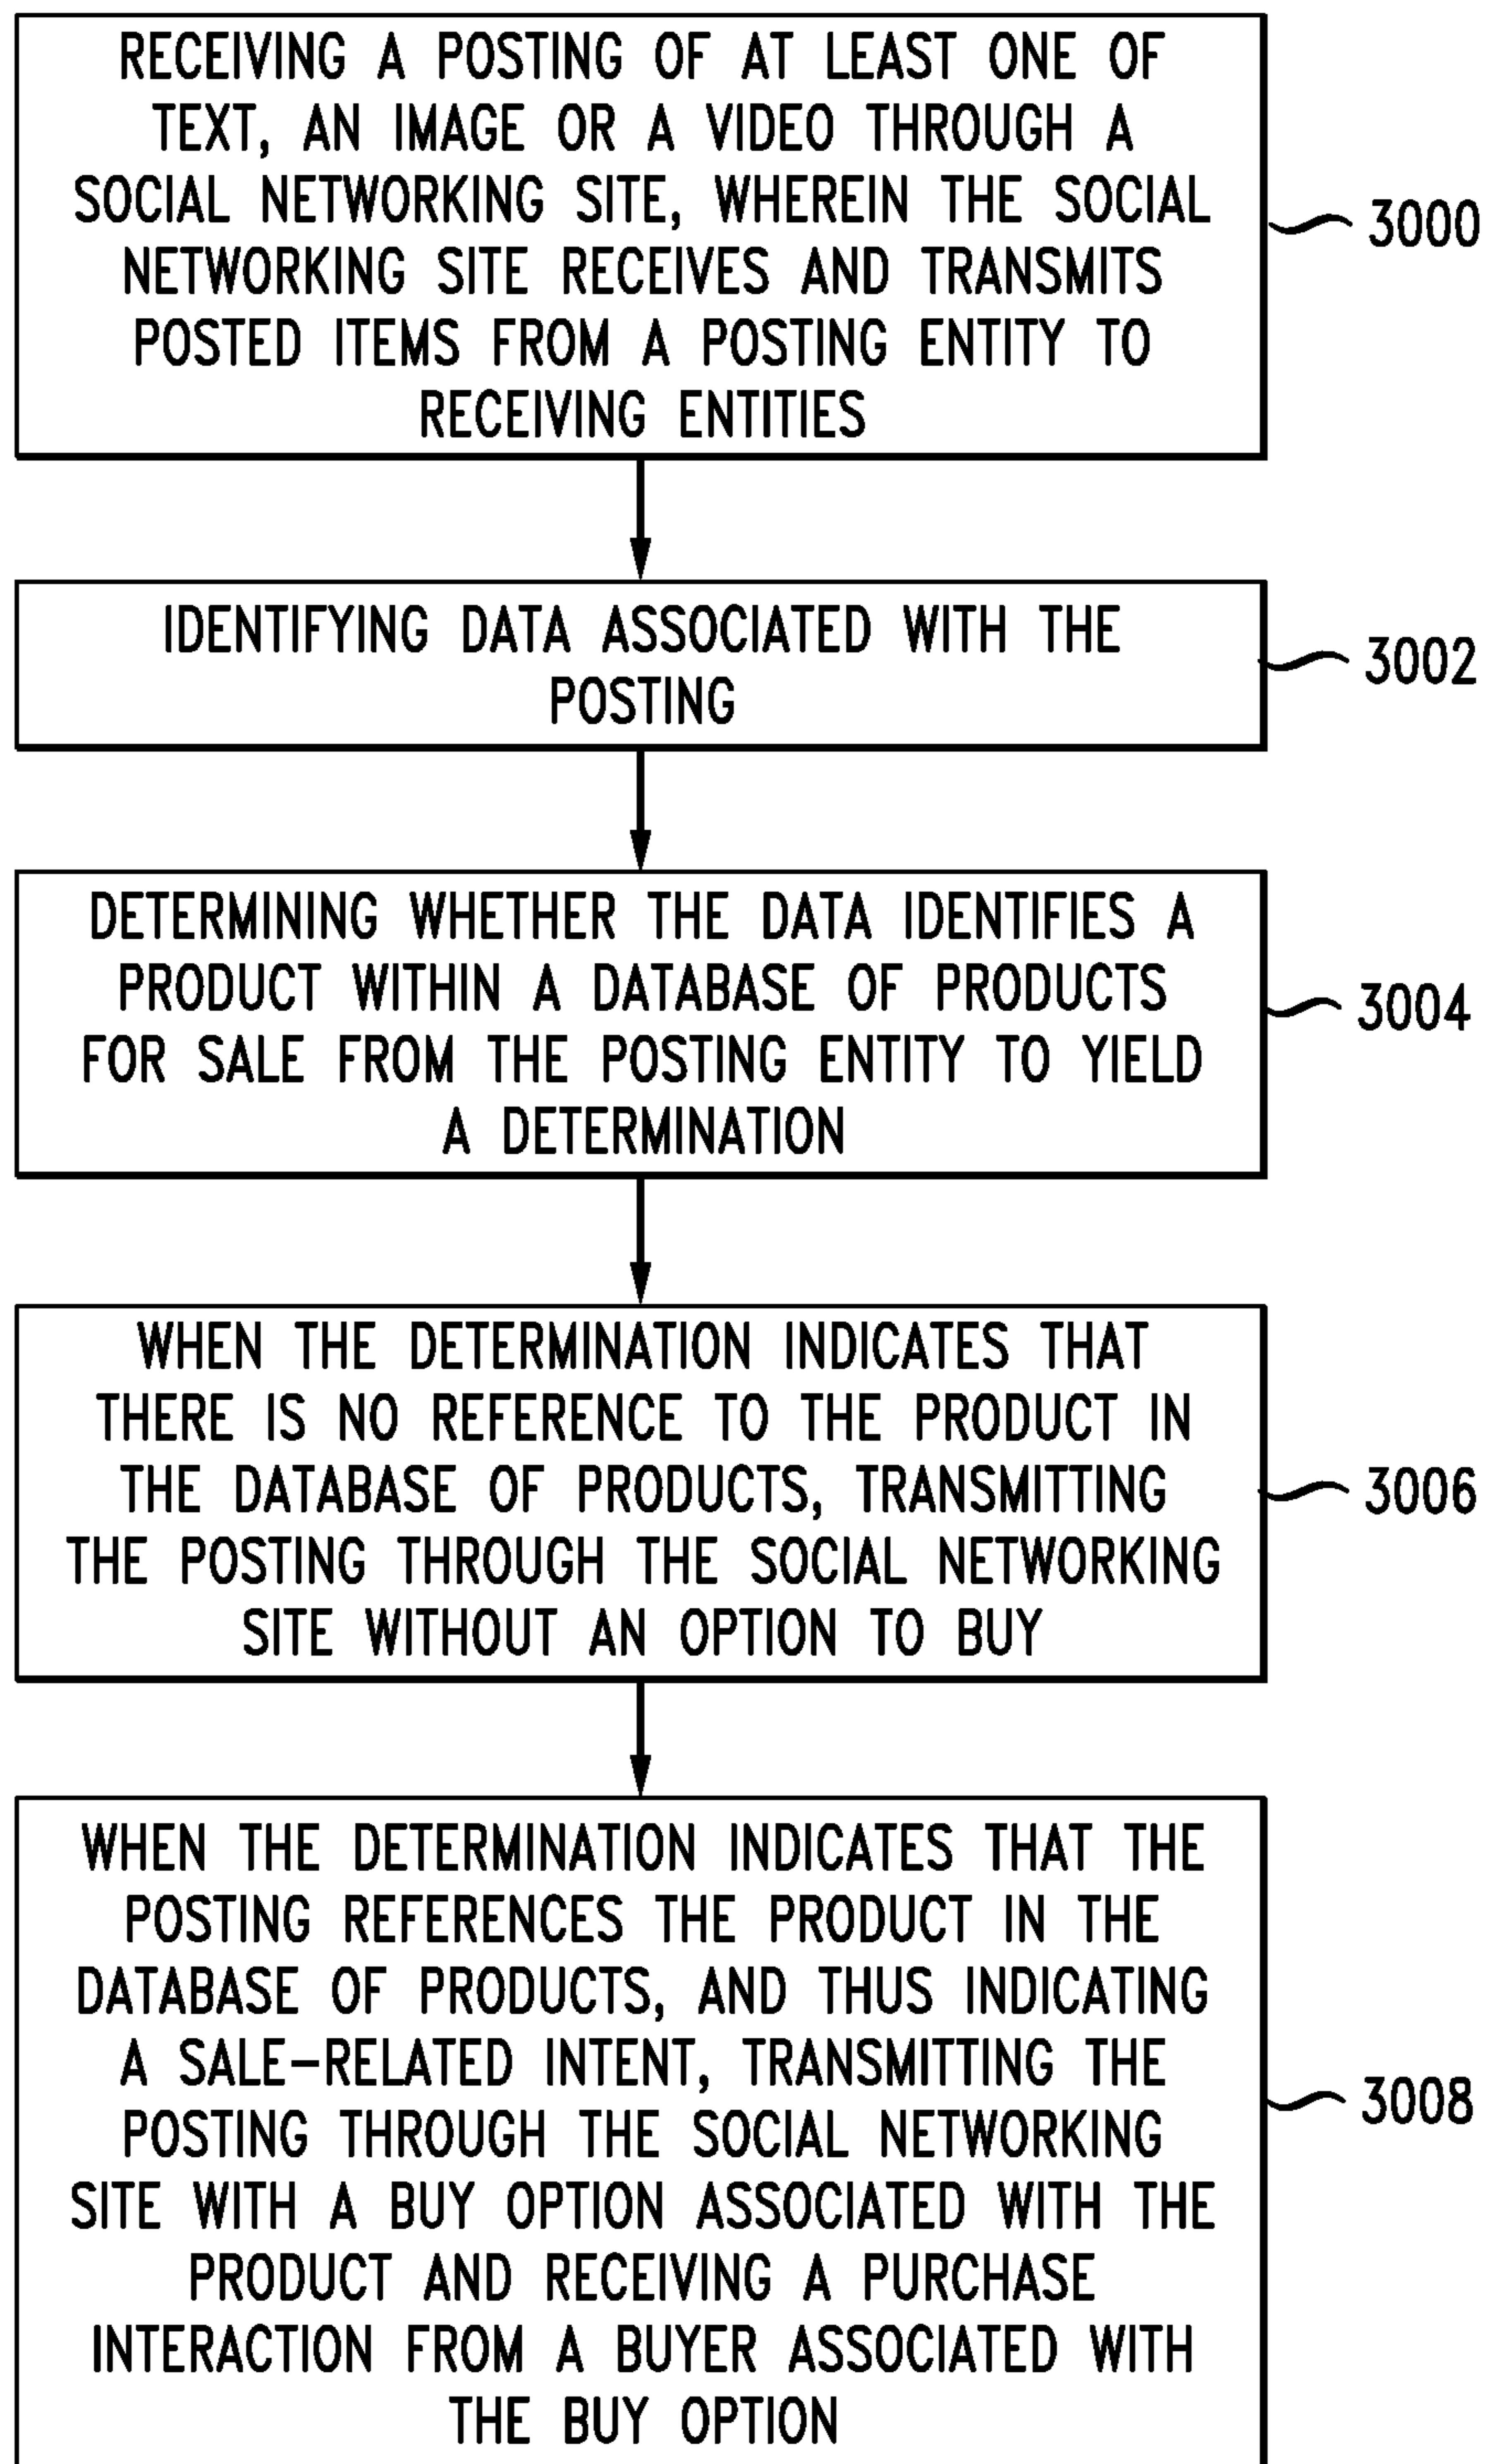 RECEIVING A POSTING OF AT LEAST ONE OF
TEXT, AN IMAGE OR A VIDEO THROUGH A
SOCIAL NETWORKING SITE, WHEREIN THE SOCIAL
NETWORKING SITE RECEIVES AND TRANSMITS
POSTED ITEMS FROM A POSTING ENTITY TO
RECEIVING ENTITIES
3000
IDENTIFYING DATA ASSOCIATED WITH THE
POSTING
3002
DETERMINING WHETHER THE DATA IDENTIFIES A
PRODUCT WITHIN A DATABASE OF PRODUCTS
FOR SALE FROM THE POSTING ENTITY TO YIELD
A DETERMINATION
3004
WHEN THE DETERMINATION INDICATES THAT
THERE IS NO REFERENCE TO THE PRODUCT IN
THE DATABASE OF PRODUCTS, TRANSMITTING
THE POSTING THROUGH THE SOCIAL NETWORKING
SITE WITHOUT AN OPTION TO BUY
3006
WHEN THE DETERMINATION INDICATES THAT THE
POSTING REFERENCES THE PRODUCT IN THE
DATABASE OF PRODUCTS, AND THUS INDICATING
A SALE-RELATED INTENT, TRANSMITTING THE
POSTING THROUGH THE SOCIAL NETWORKING
SITE WITH A BUY OPTION ASSOCIATED WITH THE
PRODUCT AND RECEIVING A PURCHASE
INTERACTION FROM A BUYER ASSOCIATED WITH
THE BUY OPTION
3008